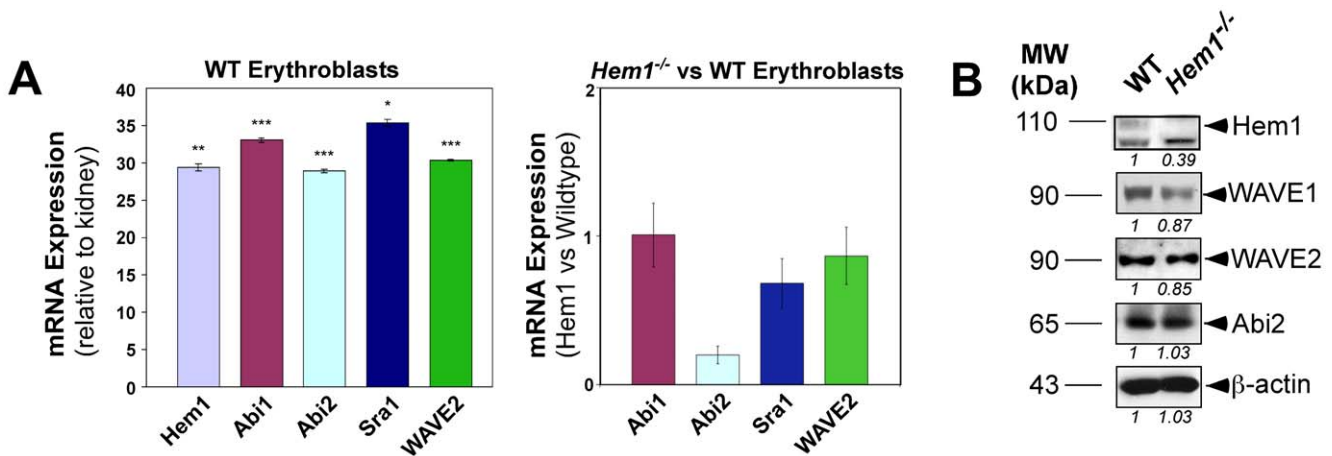 A
WT Erythroblasts
mRNA Expression
(relative to kidney)
40
35
30
25
20
15
10
5
0
**
***
***
*
***
Hem1
Abi1
Abi2
Sra1
WAVE2
Hem1-/- vs WT Erythroblasts
mRNA Expression
(Hem1 vs Wildtype)
2
1
0
Abi1
Abi2
Sra1
WAVE2
B
MW
(kDa)
WT
Hem1-/-
110
Hem1
1 0.39
90
WAVE1
1 0.87
90
WAVE2
1 0.85
65
Abi2
1 1.03
43
β-actin
1 1.03